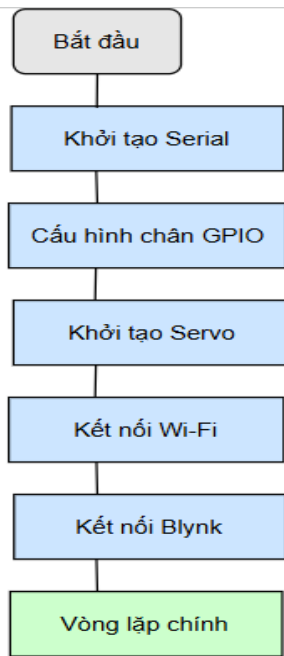 Bắt đầu
Khởi tạo Serial
Cấu hình chân GPIO
Khởi tạo Servo
Kết nối Wi-Fi
Kết nối Blynk
Vòng lặp chính